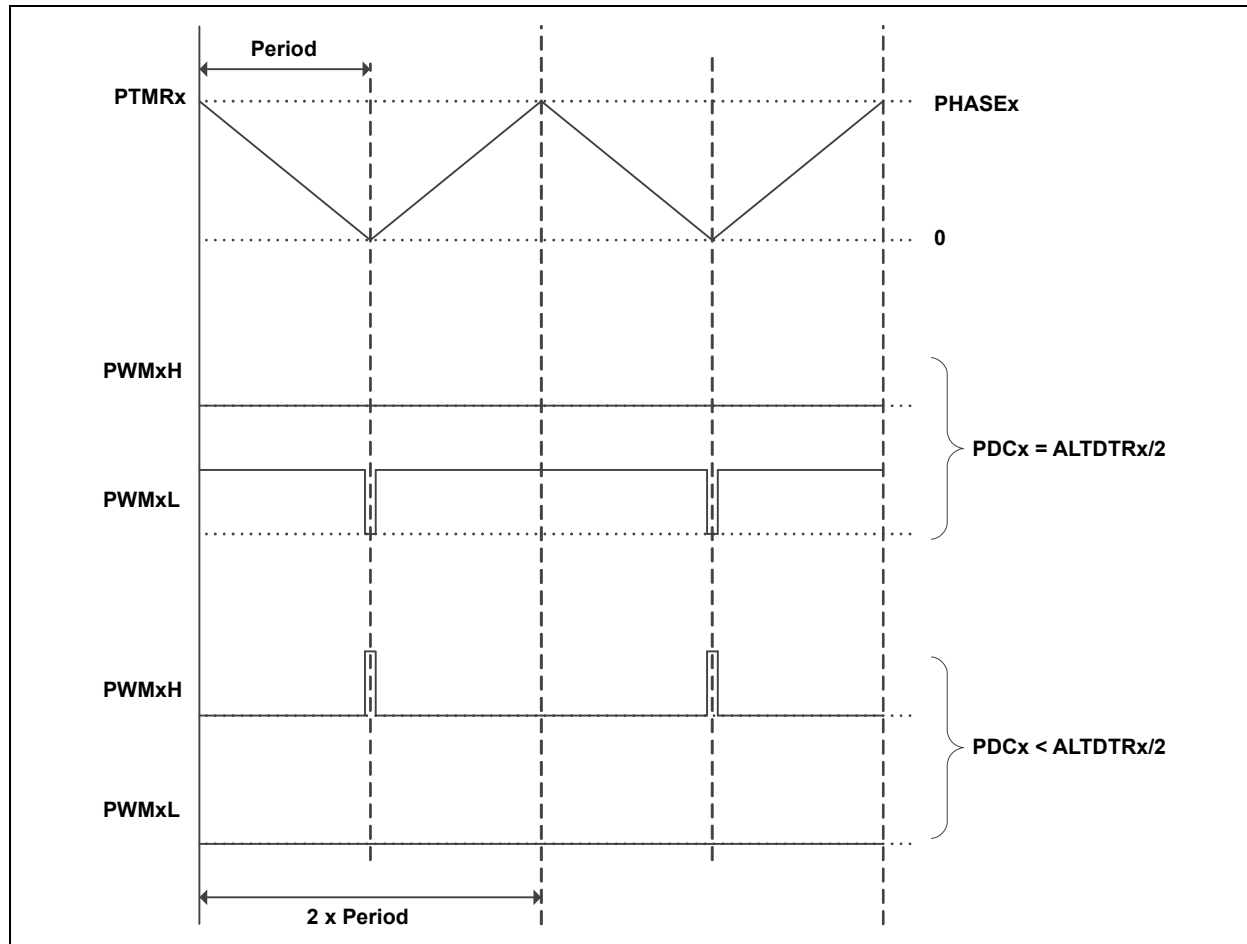 Period
PTMRx
PHASEx
0
PWMxH
PDCx = ALTDTRx/2
PWMxL
PWMxH
PDCx < ALTDTRx/2
PWMxL
2 x Period